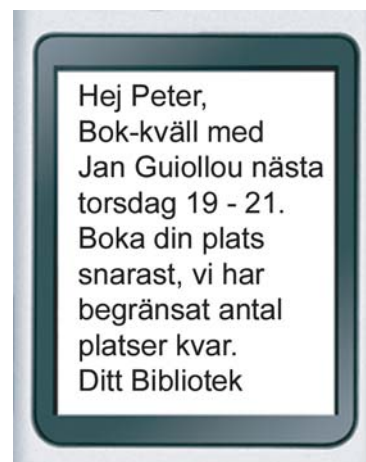 Hej Peter,
Bok-kväll med
Jan Guiollou nästa
torsdag 19 - 21.
Boka din plats
snarast, vi har
begränsat antal
platser kvar.
Ditt Bibliotek